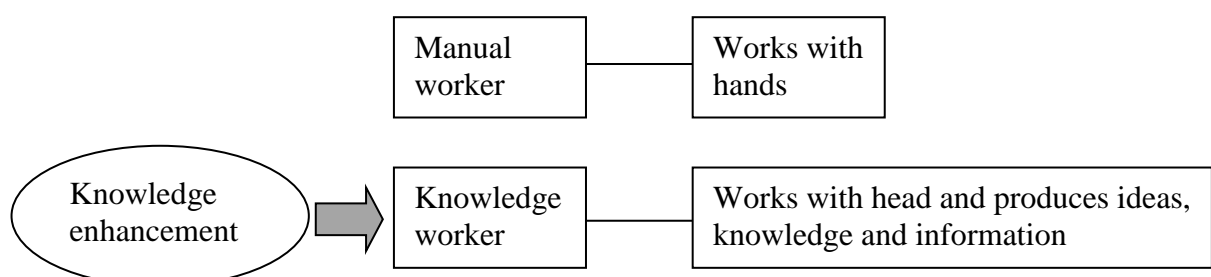 Manual
worker
Works with
hands
Knowledge
enhancement
Knowledge
worker
Works with head and produces ideas,
knowledge and information